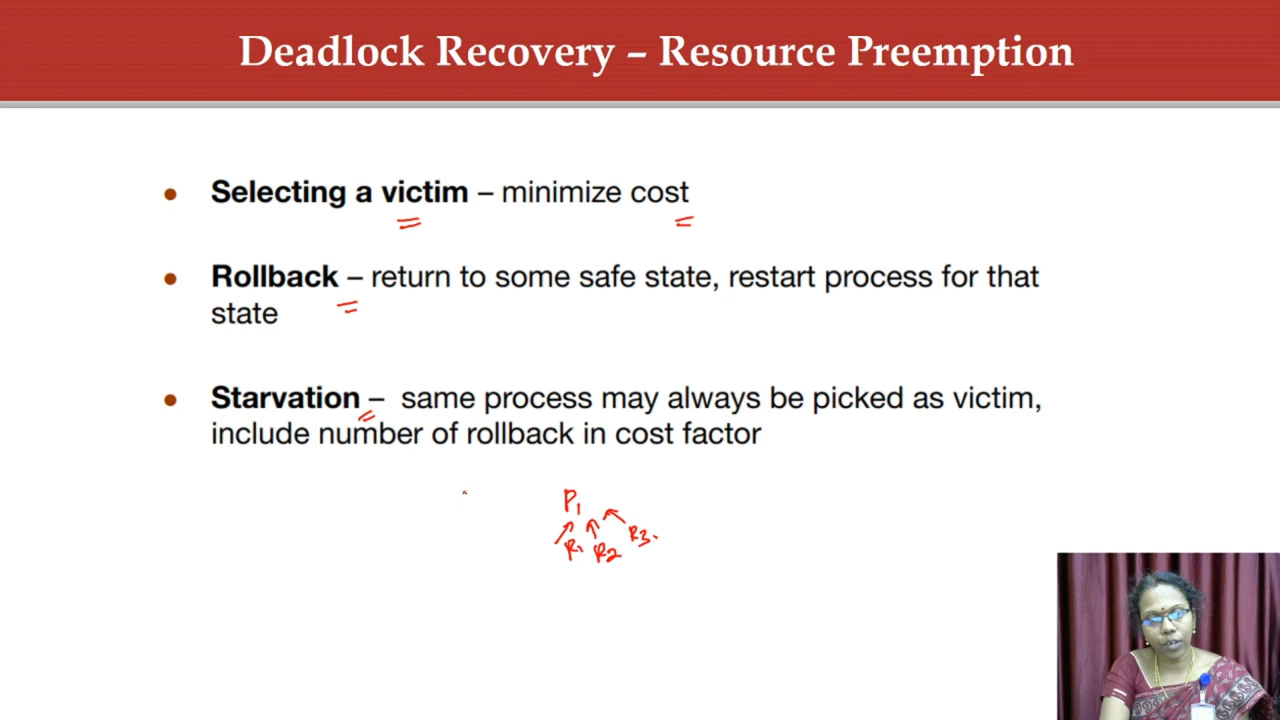 Deadlock Recovery – Resource Preemption
• Selecting a victim – minimize cost
• Rollback – return to some safe state, restart process for that
state
• Starvation – same process may always be picked as victim,
include number of rollback in cost factor
P1
R1 R2 R3.